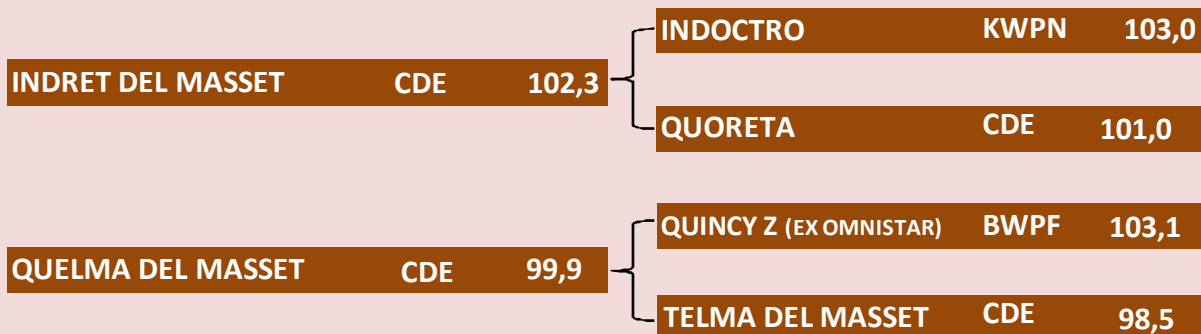 INDOCTRO KWPN 103,0
INDRET DEL MASSET CDE 102,3
QUORETA CDE 101,0
QUINCY Z (EX OMNISTAR) BWPF 103,1
QUELMA DEL MASSET CDE 99,9
TELMA DEL MASSET CDE 98,5